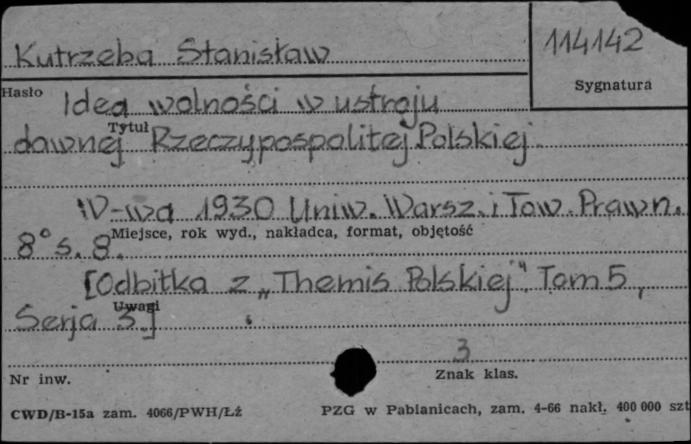 Kutrzeba Stanisław
114142
Sygnatura
Hasło
Idea wolności w ustroju
Tytuł
dawnej Rzeczypospolitej Polskiej.
W-wa 1930 Uniw. Warsz. i Tow. Prawn.
Miejsce, rok wyd., nakładca, format, objętość
8° s. 8.
[Odbitka z „Themis Polskiej". Tom 5,
Uwagi
Serja 3.]
3
Nr inw.
Znak klas.
CWD/B-15a zam. 4066/PWH/Łź
PZG w Pabianicach, zam. 4-66 nakł. 400 000 szt